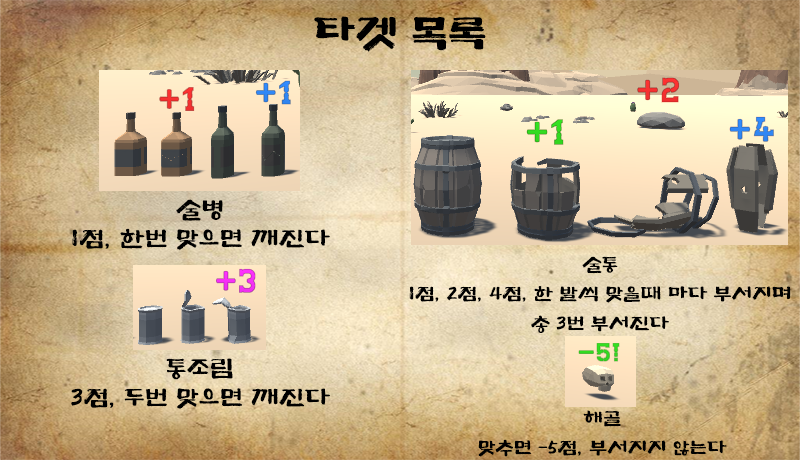 타겟 목록
+1
+1
술병
1점, 한번 맞으면 깨진다
+3
통조림
3점, 두번 맞으면 깨진다
+1
+2
+4
술통
1점, 2점, 4점, 한 발씩 맞을때 마다 부서지며
총 3번 부서진다
-5!
해골
맞추면 -5점, 부서지지 않는다